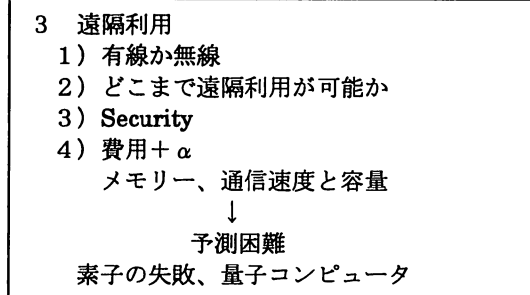 3　遠隔利用
1）有線か無線
2）どこまで遠隔利用が可能か
3）Security
4）費用＋α
メモリー、通信速度と容量
↓
予測困難
素子の失敗、量子コンピュータ